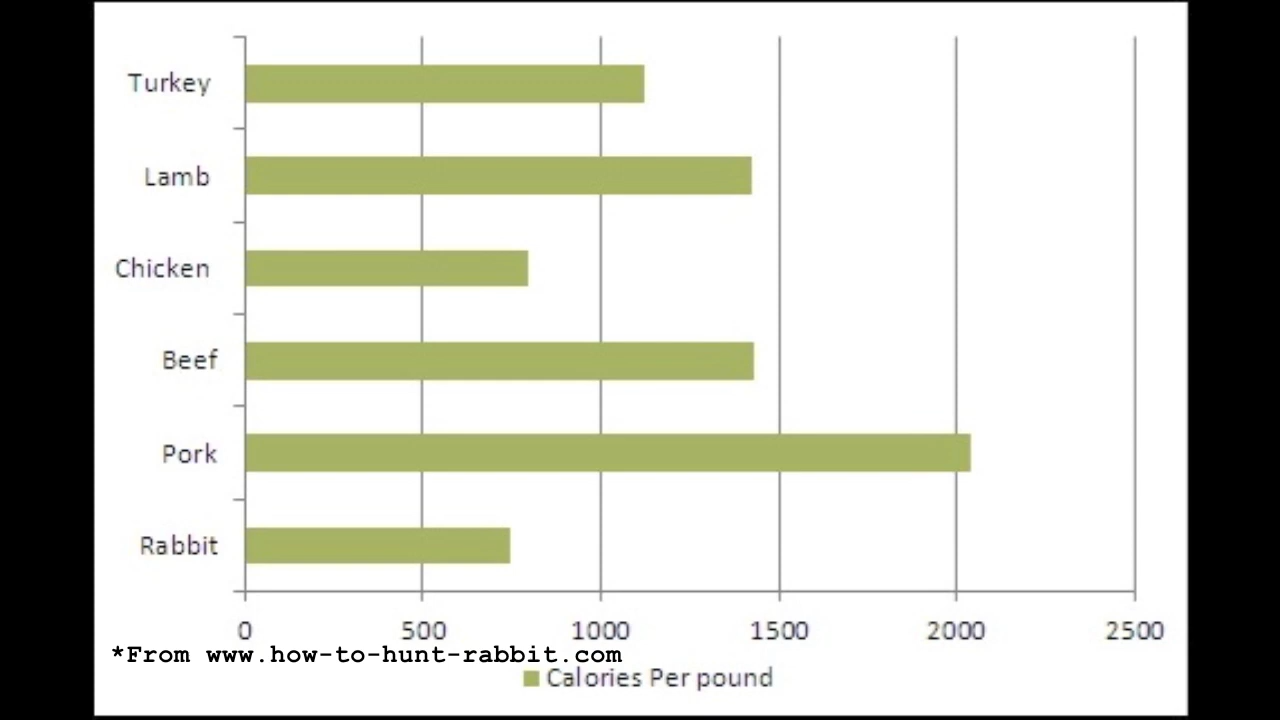 Turkey
Lamb
Chicken
Beef
Pork
Rabbit
0 500 1000 1500 2000 2500
*From www.how-to-hunt-rabbit.com
Calories Per pound